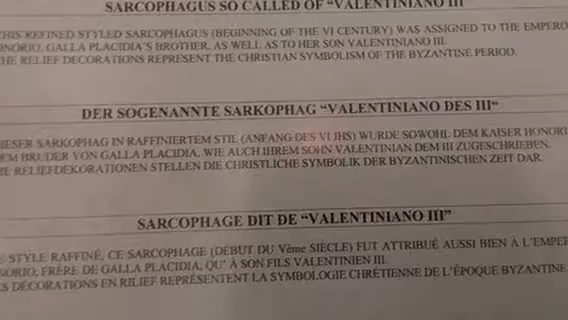 SARCOPHAGUS SO CALLED OF "VALENTINIANO III
THIS REFINED STYLED SARCOPHAGUS (BEGINNING OF THE VI CENTURY) WAS ASSIGNED TO THE EMPERO
NORIO, GALLA PLACIDIA'S BROTHER, AS WELL AS TO HER SON VALENTINIANO III.
THE RELIEF DECORATIONS REPRESENT THE CHRISTIAN SYMBOLISM OF THE BYZANTINE PERIOD.
DER SOGENANNTE SARKOPHAG "VALENTINIANO DES III“
IESER SARKOPHAG IN RAFFINIERTEM STIL (ANFANG DES VI JHS) WURDE SOWOHL DEM KAISER HONORI
EM BRUDER VON GALLA PLACIDIA, WIE AUCH IHREM SOHN VALENTINIAN DEM III ZUGESCHRIEBEN.
IE RELIEFDEKORATIONEN STELLEN DIE CHRISTLICHE SYMBOLIK DER BYZANTINISCHEN ZEIT DAR.
SARCOPHAGE DIT DE "VALENTINIANO III"
E STYLE RAFFINÉ, CE SARCOPHAGE (DÉBUT DU Vème SIÈCLE) FUT ATTRIBUÉ AUSSI BIEN À L'EMPER
NORIO, FRÈRE DE GALLA PLACIDIA, QU' À SON FILS VALENTINIEN III.
ES DÉCORATIONS EN RILIEF REPRÉSENTENT LA SYMBOLOGIE CHRÉTIENNE DE L'ÉPOQUE BYZANTINE.